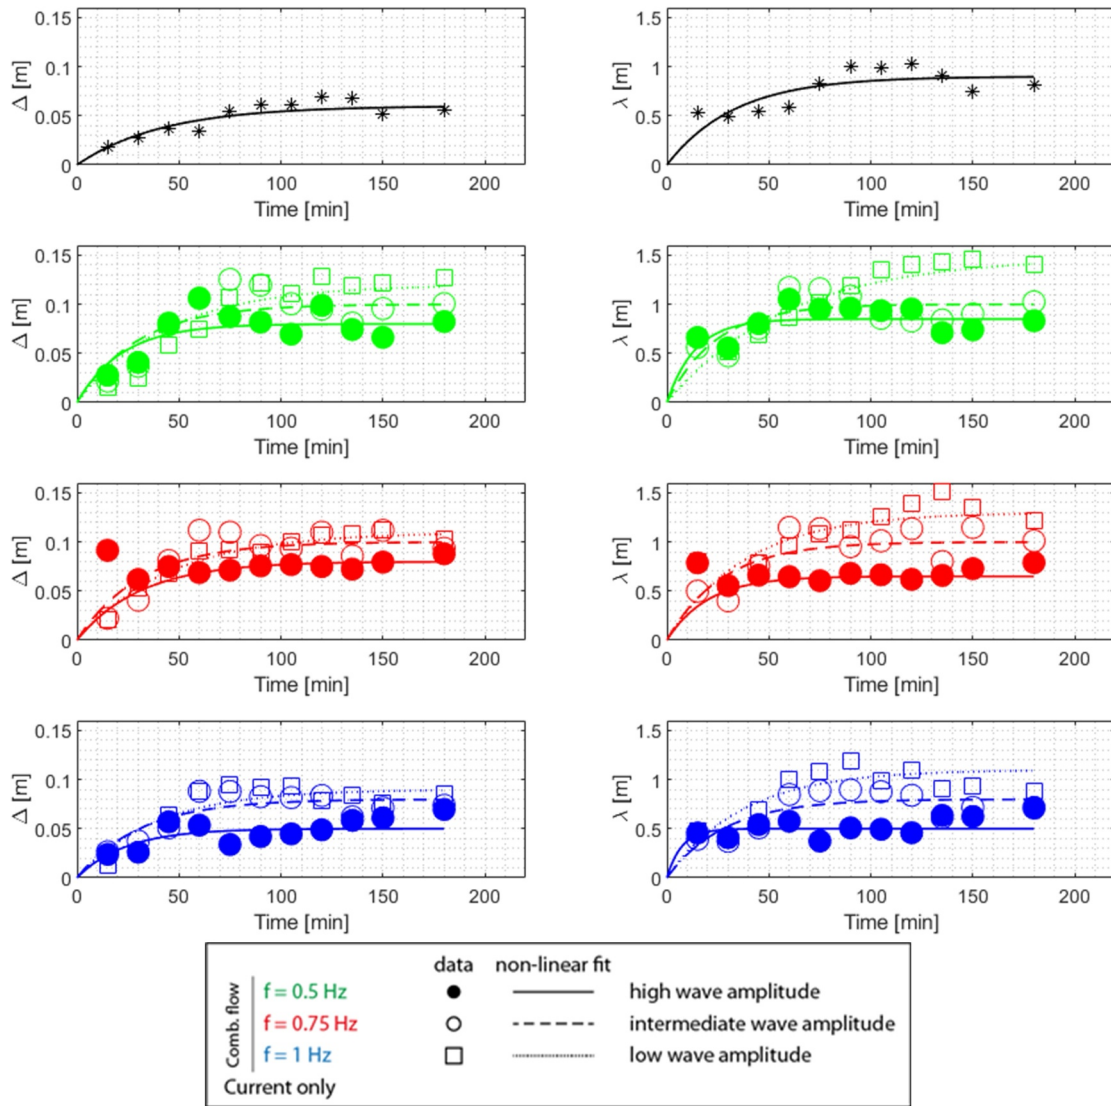 0.15
0.1
0.05
0
Δ [m]
0 50 100 150 200
Time [min]
1.5
1
0.5
0
λ [m]
0 50 100 150 200
Time [min]
0.15
0.1
0.05
0
Δ [m]
0 50 100 150 200
Time [min]
1.5
1
0.5
0
λ [m]
0 50 100 150 200
Time [min]
0.15
0.1
0.05
0
Δ [m]
0 50 100 150 200
Time [min]
1.5
1
0.5
0
λ [m]
0 50 100 150 200
Time [min]
0.15
0.1
0.05
0
Δ [m]
0 50 100 150 200
Time [min]
1.5
1
0.5
0
λ [m]
0 50 100 150 200
Time [min]
data non-linear fit
Comb. flow
f = 0.5 Hz high wave amplitude
f = 0.75 Hz intermediate wave amplitude
f = 1 Hz low wave amplitude
Current only